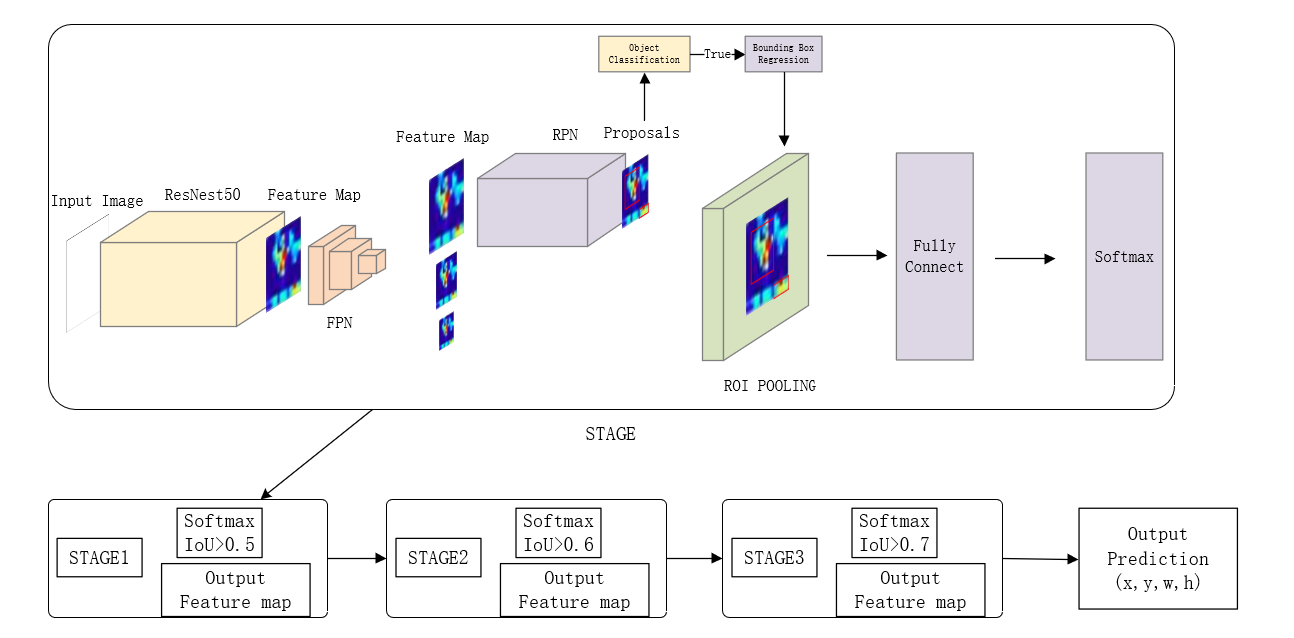 Object
Classification
True
Bounding Box
Regression
Feature Map
RPN
Proposals
Input Image
ResNest50
Feature Map
FPN
Fully
Connect
Softmax
ROI POOLING
STAGE
STAGE1
Softmax
IoU>0.5
Output
Feature map
STAGE2
Softmax
IoU>0.6
Output
Feature map
STAGE3
Softmax
IoU>0.7
Output
Feature map
Output
Prediction
(x,y,w,h)